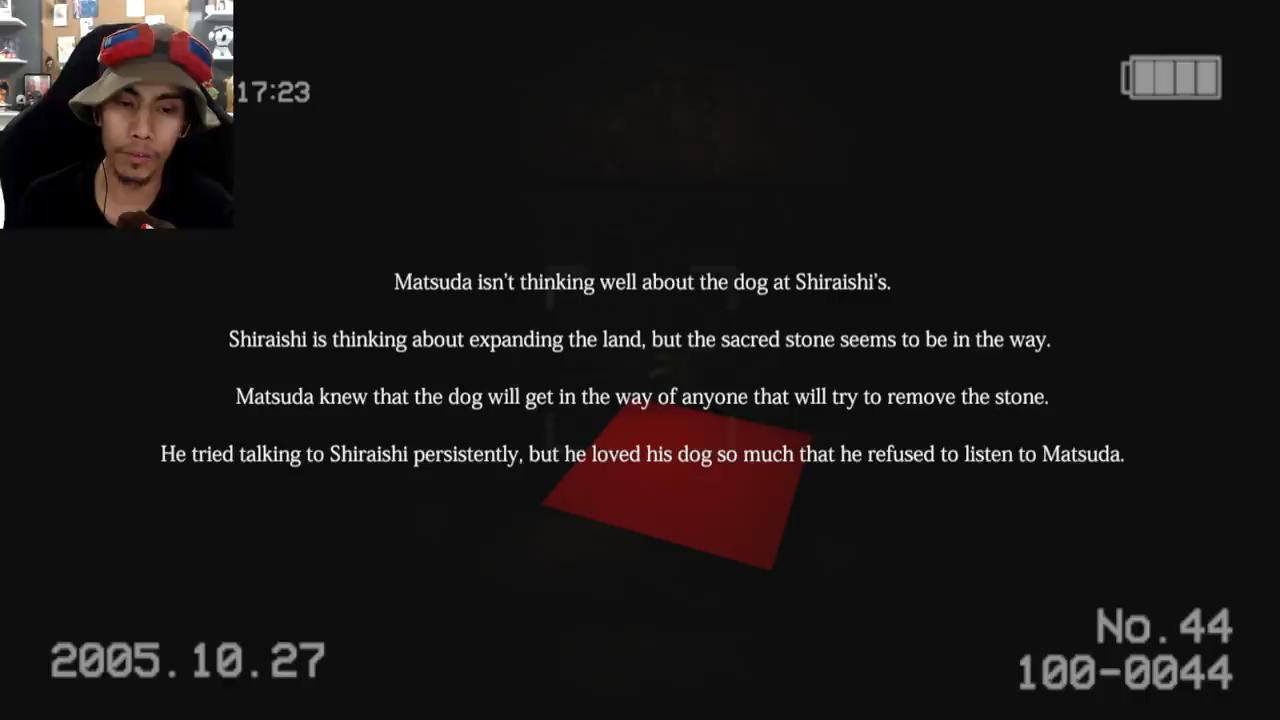 17:23
Matsuda isn't thinking well about the dog at Shiraishi's.
Shiraishi is thinking about expanding the land, but the sacred stone seems to be in the way.
Matsuda knew that the dog will get in the way of anyone that will try to remove the stone.
He tried talking to Shiraishi persistently, but he loved his dog so much that he refused to listen to Matsuda.
2005.10.27
No.44
100-0044